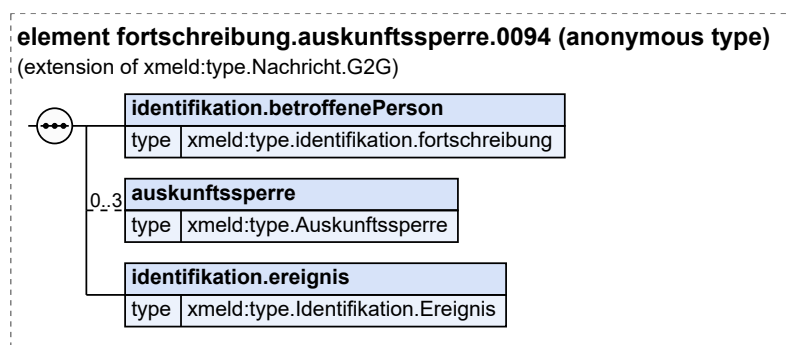 element fortschreibung.auskunftssperre.0094 (anonymous type)
(extension of xmeld:type.Nachricht.G2G)
identifikation.betroffenePerson
type xmeld:type.identifikation.fortschreibung
0..3 auskunftssperre
type xmeld:type.Auskunftssperre
identifikation.ereignis
type xmeld:type.Identifikation.Ereignis